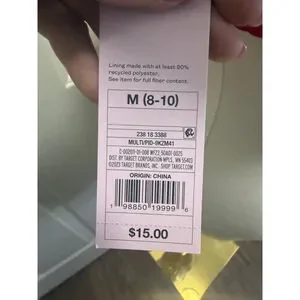 Lining made with at least 90%
recycled polyester.
See item for full fiber content.
M (8-10)
238 18 3388
MULTI/PID-0KZM41
DIST. BY TARGET CORPORATION MPLS, MN 55403
©2023 TARGET BRANDS, INC. SHOP TARGET.COM
ORIGIN: CHINA
1 98850 19999 6
$15.00